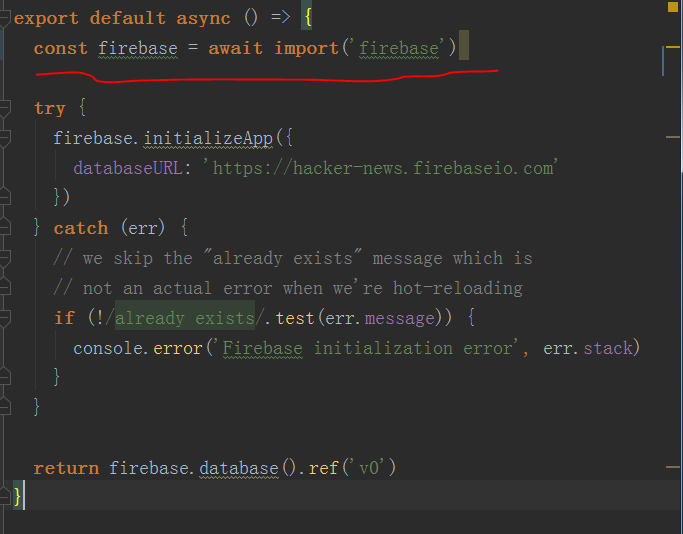 export default async () => {
  const firebase = await import('firebase')

  try {
    firebase.initializeApp({
      databaseURL: 'https://hacker-news.firebaseio.com'
    })
  } catch (err) {
    // we skip the "already exists" message which is
    // not an actual error when we're hot-reloading
    if (!/already exists/.test(err.message)) {
      console.error('Firebase initialization error', err.stack)
    }
  }

  return firebase.database().ref('v0')
}